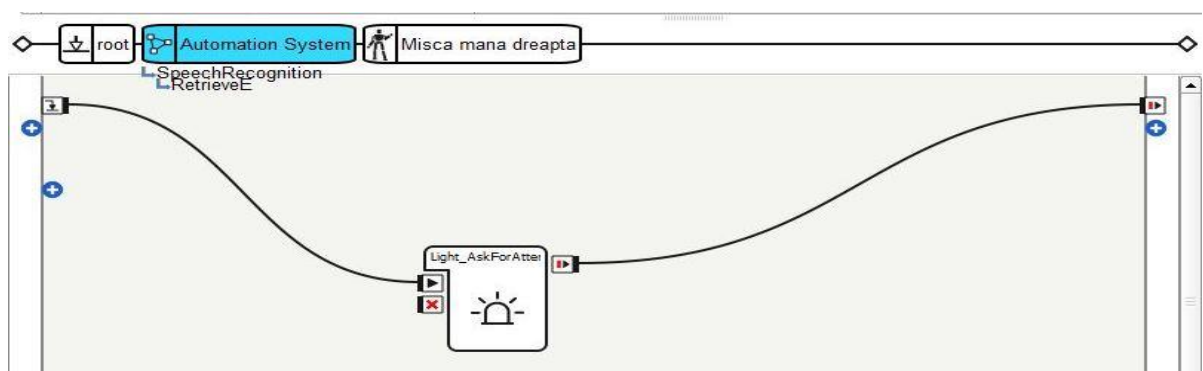 root Automation System Misca mana dreapta
SpeechRecognition
RetrieveE
Light_AskForAtter